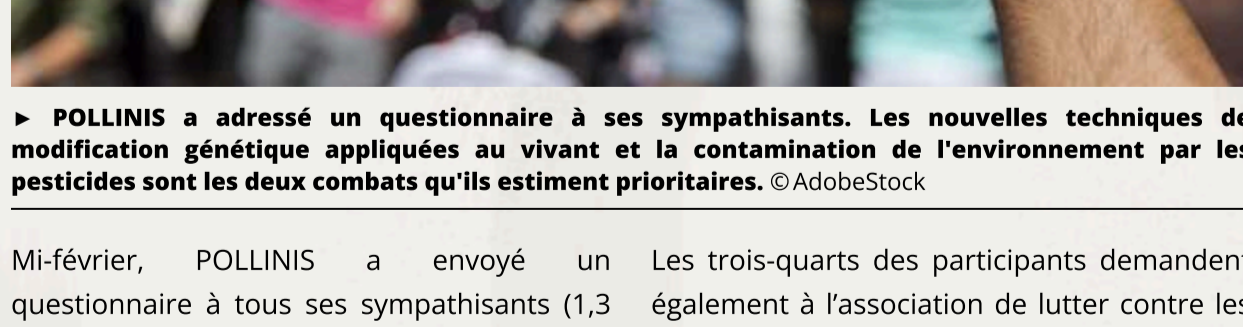 ► POLLINIS a adressé un questionnaire à ses sympathisants. Les nouvelles techniques de
modification génétique appliquées au vivant et la contamination de l'environnement par les
pesticides sont les deux combats qu'ils estiment prioritaires. © AdobeStock
Mi-février, POLLINIS a envoyé un
questionnaire à tous ses sympathisants (1,3
Les trois-quarts des participants demandent
également à l’association de lutter contre les